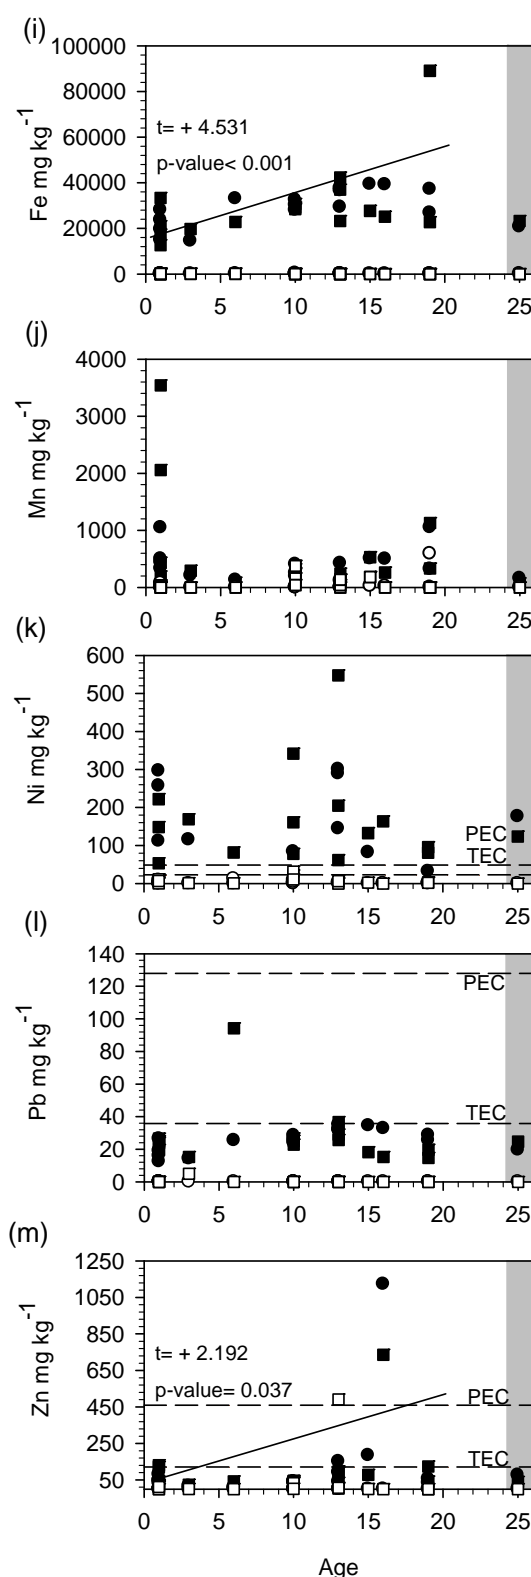 (i)
100000
80000
60000
40000
20000
0
Fe mg kg-1
t= + 4.531
p-value< 0.001
0 5 10 15 20 25
(j)
4000
3000
2000
1000
0
Mn mg kg-1
0 5 10 15 20 25
(k)
600
500
400
300
200
100
0
Ni mg kg-1
PEC
TEC
0 5 10 15 20 25
(l)
140
120
100
80
60
40
20
0
Pb mg kg-1
PEC
TEC
0 5 10 15 20 25
(m)
1250
1050
850
650
450
250
50
Zn mg kg-1
t= + 2.192
p-value= 0.037
PEC
TEC
0 5 10 15 20 25
Age